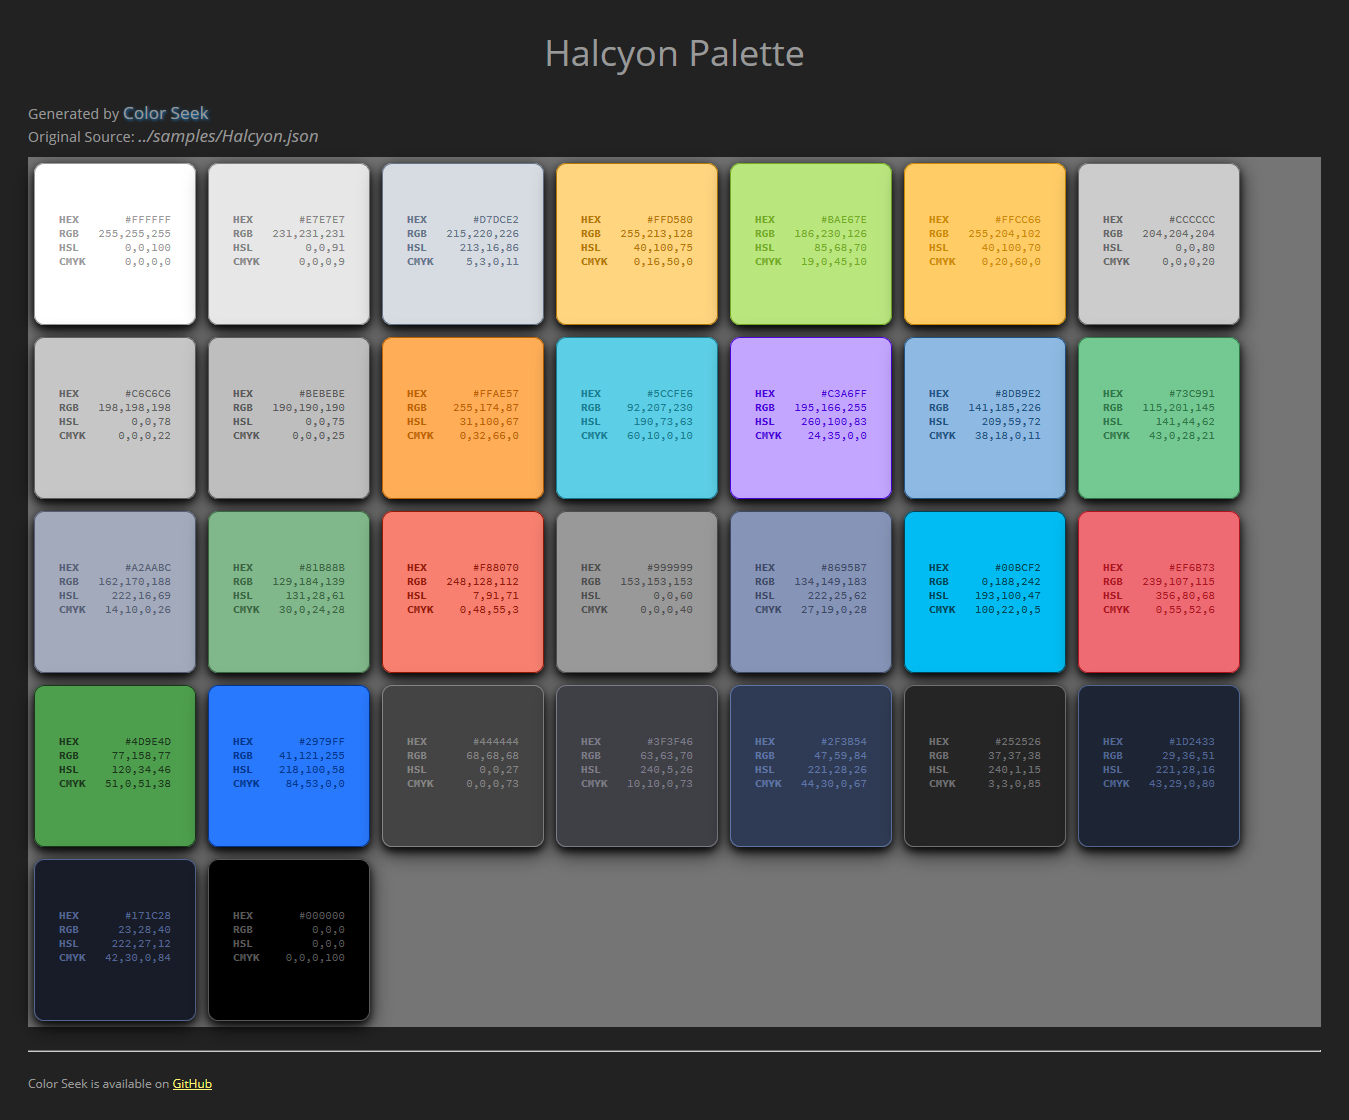 Halcyon Palette
Generated by Color Seek
Original Source: ../samples/Halcyon.json
HEX #FFFFFF
RGB 255,255,255
HSL 0,0,100
CMYK 0,0,0,0
HEX #E7E7E7
RGB 231,231,231
HSL 0,0,91
CMYK 0,0,0,9
HEX #D7DCE2
RGB 215,220,226
HSL 213,16,86
CMYK 5,3,0,11
HEX #FFD580
RGB 255,213,128
HSL 40,100,75
CMYK 0,16,50,0
HEX #BAE67E
RGB 186,230,126
HSL 85,68,70
CMYK 19,0,45,10
HEX #FFCC66
RGB 255,204,102
HSL 40,100,70
CMYK 0,20,60,0
HEX #CCCCCC
RGB 204,204,204
HSL 0,0,80
CMYK 0,0,0,20
HEX #C6C6C6
RGB 198,198,198
HSL 0,0,78
CMYK 0,0,0,22
HEX #BEBEBE
RGB 190,190,190
HSL 0,0,75
CMYK 0,0,0,25
HEX #FFAE57
RGB 255,174,87
HSL 31,100,67
CMYK 0,32,66,0
HEX #5CCFE6
RGB 92,207,230
HSL 190,73,63
CMYK 60,10,0,10
HEX #C3A6FF
RGB 195,166,255
HSL 260,100,83
CMYK 24,35,0,0
HEX #8DB9E2
RGB 141,185,226
HSL 209,59,72
CMYK 38,18,0,11
HEX #73C991
RGB 115,201,145
HSL 141,44,62
CMYK 43,0,28,21
HEX #A2AABC
RGB 162,170,188
HSL 222,16,69
CMYK 14,10,0,26
HEX #81B88B
RGB 129,184,139
HSL 131,28,61
CMYK 30,0,24,28
HEX #F88070
RGB 248,128,112
HSL 7,91,71
CMYK 0,48,55,3
HEX #999999
RGB 153,153,153
HSL 0,0,60
CMYK 0,0,0,40
HEX #8695B7
RGB 134,149,183
HSL 222,25,62
CMYK 27,19,0,28
HEX #00BCF2
RGB 0,188,242
HSL 193,100,47
CMYK 100,22,0,5
HEX #EF6B73
RGB 239,107,115
HSL 356,80,68
CMYK 0,55,52,6
HEX #4D9E4D
RGB 77,158,77
HSL 120,34,46
CMYK 51,0,51,38
HEX #2979FF
RGB 41,121,255
HSL 218,100,58
CMYK 84,53,0,0
HEX #444444
RGB 68,68,68
HSL 0,0,27
CMYK 0,0,0,73
HEX #3F3F46
RGB 63,63,70
HSL 240,5,26
CMYK 10,10,0,73
HEX #2F3B54
RGB 47,59,84
HSL 221,28,26
CMYK 44,30,0,67
HEX #252526
RGB 37,37,38
HSL 240,1,15
CMYK 3,3,0,85
HEX #1D2433
RGB 29,36,51
HSL 221,28,16
CMYK 43,29,0,80
HEX #171C28
RGB 23,28,40
HSL 222,27,12
CMYK 42,30,0,84
HEX #000000
RGB 0,0,0
HSL 0,0,0
CMYK 0,0,0,100
Color Seek is available on GitHub